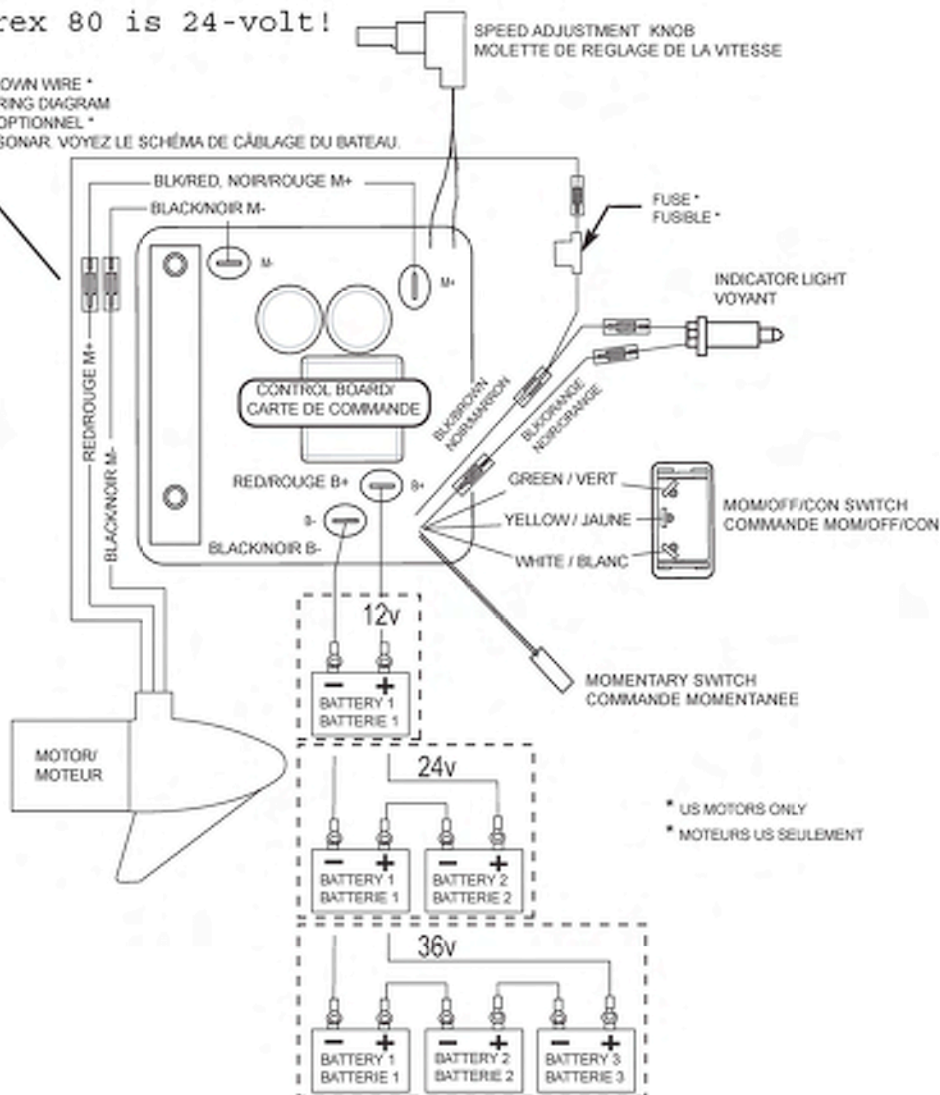 rex 80 is 24-volt!
SPEED ADJUSTMENT KNOB
MOLETTE DE REGLAGE DE LA VITESSE
OWN WIRE *
RING DIAGRAM
OPTIONNEL *
SONAR. VOYEZ LE SCHÉMA DE CÂBLAGE DU BATEAU.
BLK/RED, NOIR/ROUGE M+
BLACK/NOIR M-
FUSE *
FUSIBLE *
M-
M+
INDICATOR LIGHT
VOYANT
RED/ROUGE M+
BLACK/NOIR M-
CONTROL BOARD/
CARTE DE COMMANDE
BLK/BROWN
NOIR/MARRON
BLK/ORANGE
NOIR/ORANGE
RED/ROUGE B+
B+
GREEN / VERT
YELLOW / JAUNE
WHITE / BLANC
MOM/OFF/CON SWITCH
COMMANDE MOM/OFF/CON
B-
BLACK/NOIR B-
12v
- +
BATTERY 1
BATTERIE 1
MOMENTARY SWITCH
COMMANDE MOMENTANEE
MOTOR/
MOTEUR
24v
- +
BATTERY 1
BATTERIE 1
- +
BATTERY 2
BATTERIE 2
* US MOTORS ONLY
* MOTEURS US SEULEMENT
36v
- +
BATTERY 1
BATTERIE 1
- +
BATTERY 2
BATTERIE 2
- +
BATTERY 3
BATTERIE 3